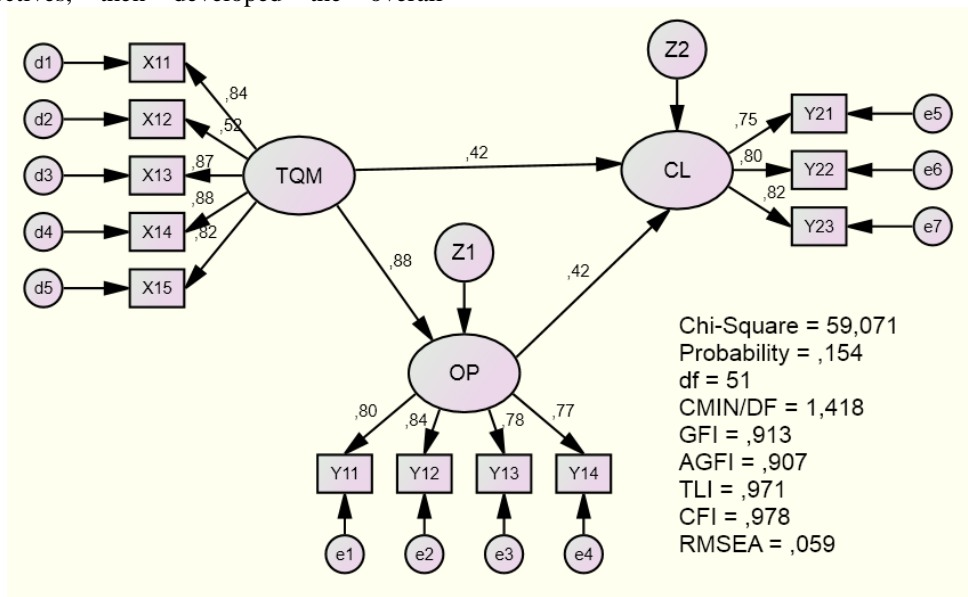 ctives, then developed the overall
Z2
d1 X11
,84
d2 X12
,52
Y21 e5
,75
d3 X13
,87
TQM
,42
CL
,80
Y22 e6
,88
,82
d4 X14
,82
Y23 e7
d5 X15
,88
Z1
,42
OP
Chi-Square = 59,071
Probability = ,154
df = 51
CMIN/DF = 1,418
GFI = ,913
AGFI = ,907
TLI = ,971
CFI = ,978
RMSEA = ,059
,80 ,84 ,78 ,77
Y11 Y12 Y13 Y14
e1 e2 e3 e4